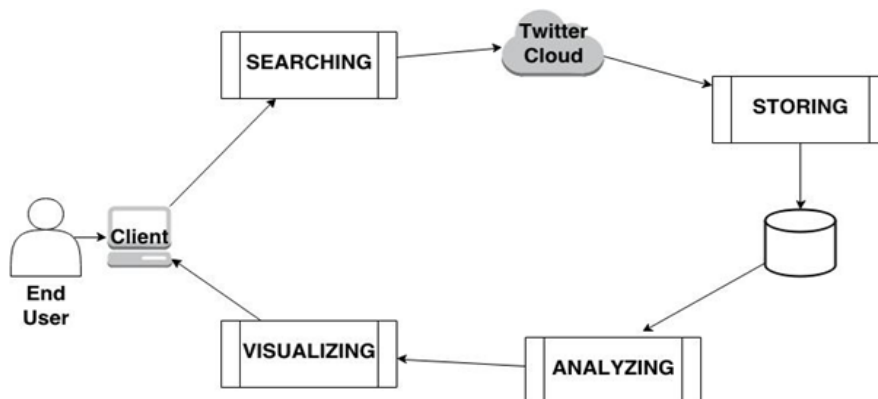 Twitter
Cloud
SEARCHING
STORING
Client
End
User
VISUALIZING
ANALYZING